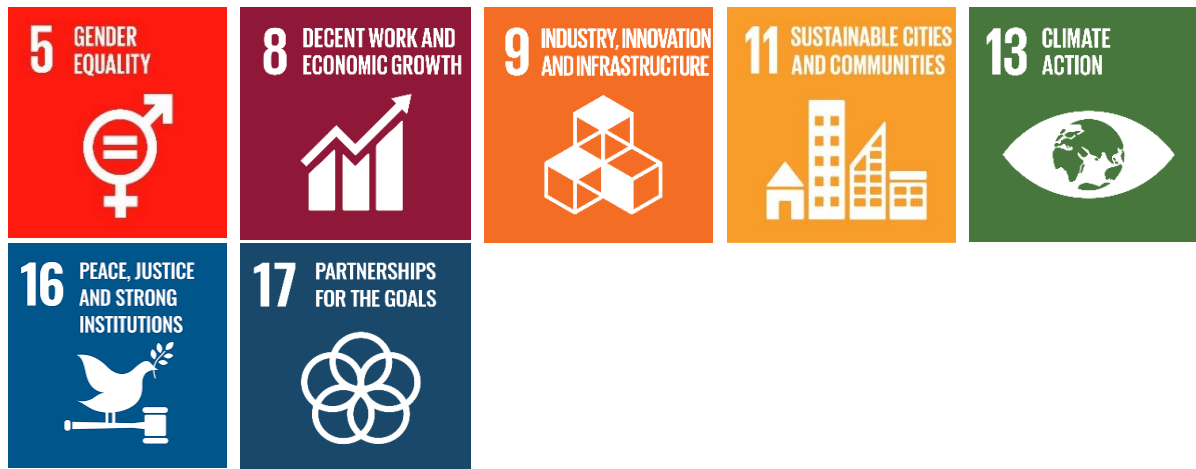 5 GENDER
EQUALITY
8 DECENT WORK AND
ECONOMIC GROWTH
9 INDUSTRY, INNOVATION
AND INFRASTRUCTURE
11 SUSTAINABLE CITIES
AND COMMUNITIES
13 CLIMATE
ACTION
16 PEACE, JUSTICE
AND STRONG
INSTITUTIONS
17 PARTNERSHIPS
FOR THE GOALS